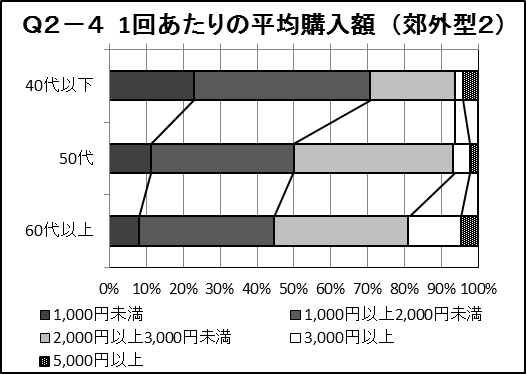 Q2－4 1回あたりの平均購入額（郊外型2）
40代以下
50代
60代以上
0% 10% 20% 30% 40% 50% 60% 70% 80% 90% 100%
1,000円未満 1,000円以上2,000円未満
2,000円以上3,000円未満 3,000円以上
5,000円以上